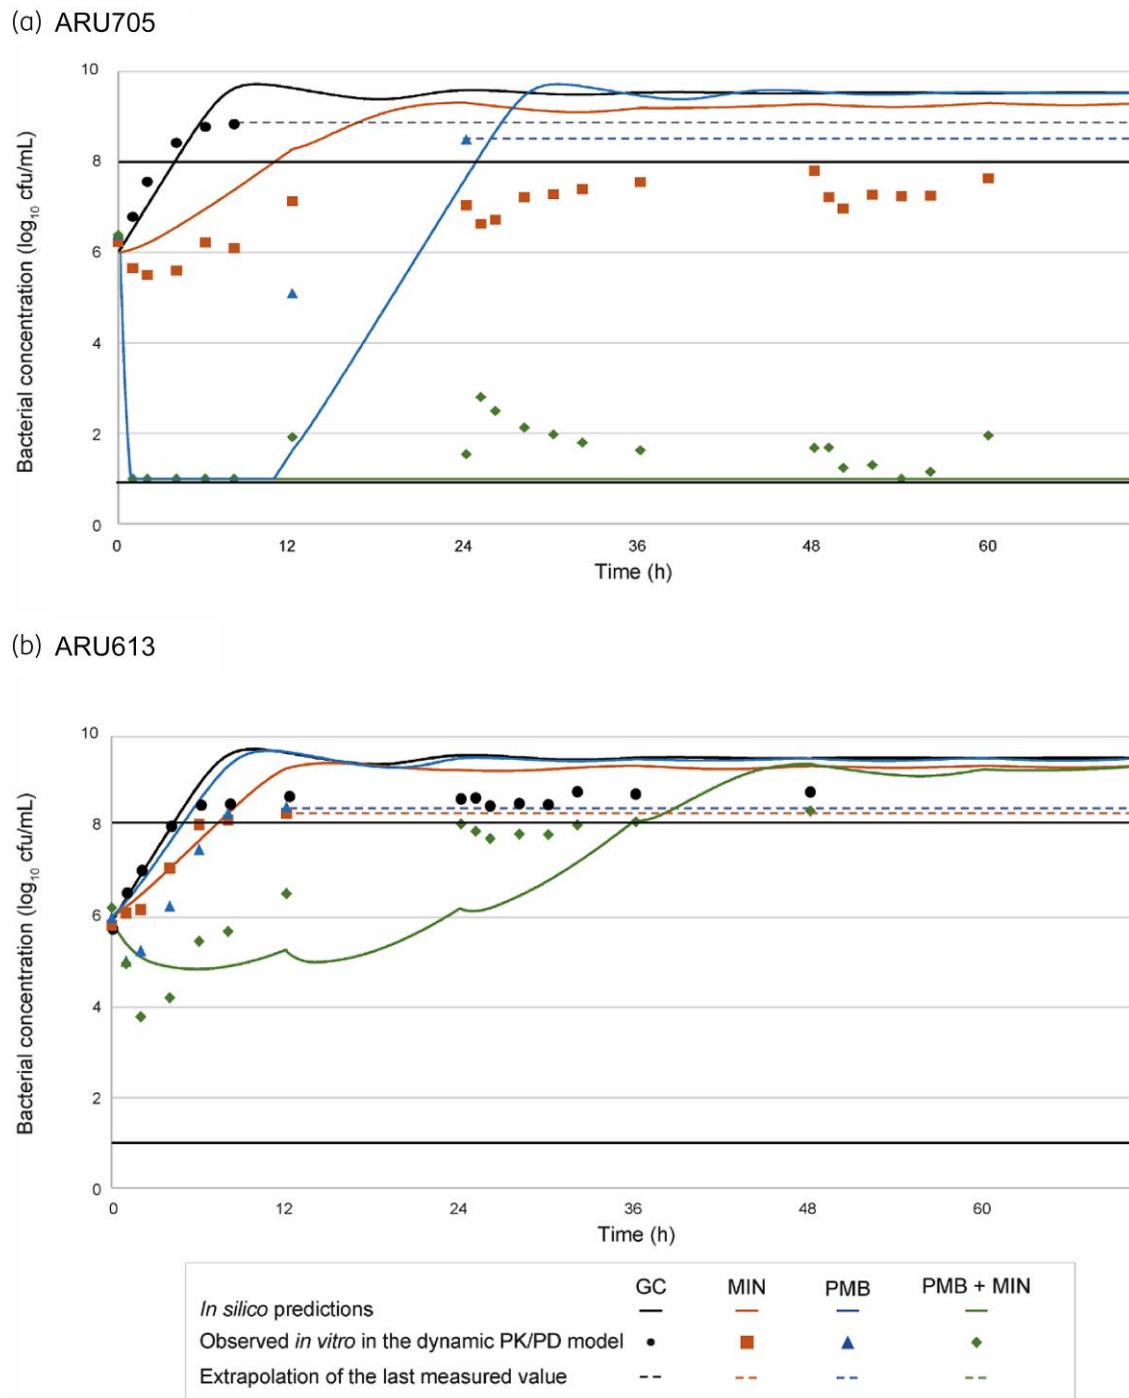 (a) ARU705
10
8
6
4
2
0
Bacterial concentration (log₁₀ cfu/mL)
0 12 24 36 48 60
Time (h)
(b) ARU613
10
8
6
4
2
0
Bacterial concentration (log₁₀ cfu/mL)
0 12 24 36 48 60
Time (h)
GC MIN PMB PMB + MIN
In silico predictions
Observed in vitro in the dynamic PK/PD model
Extrapolation of the last measured value